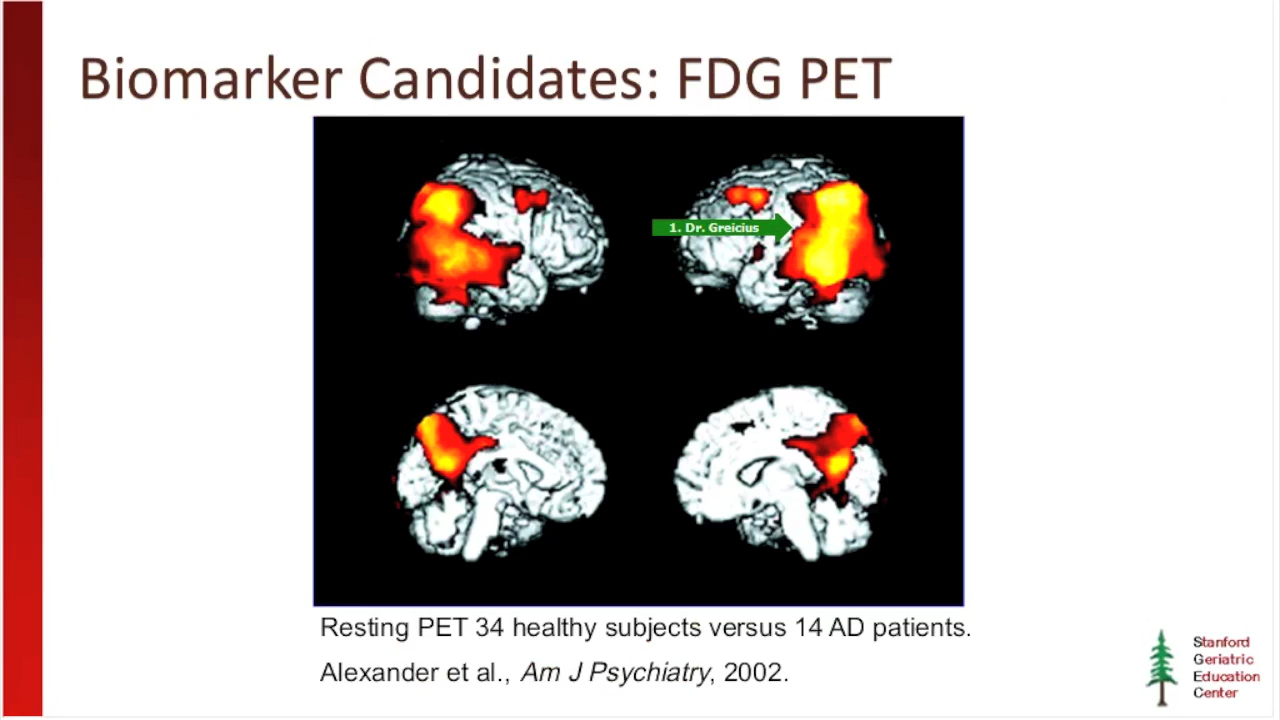 Biomarker Candidates: FDG PET
1. Dr. Greicius
Resting PET 34 healthy subjects versus 14 AD patients.
Alexander et al., Am J Psychiatry, 2002.
Stanford
Geriatric
Education
Center